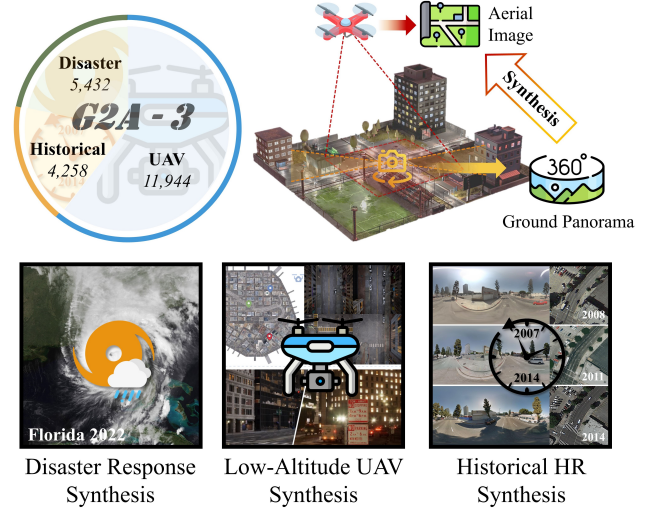 Disaster
5,432
G2A-3
Historical
4,258
UAV
11,944
2014
Aerial
Image
Synthesis
360°
Ground Panorama
Florida 2022
2007
2014
2008
2011
2014
Disaster Response
Synthesis
Low-Altitude UAV
Synthesis
Historical HR
Synthesis